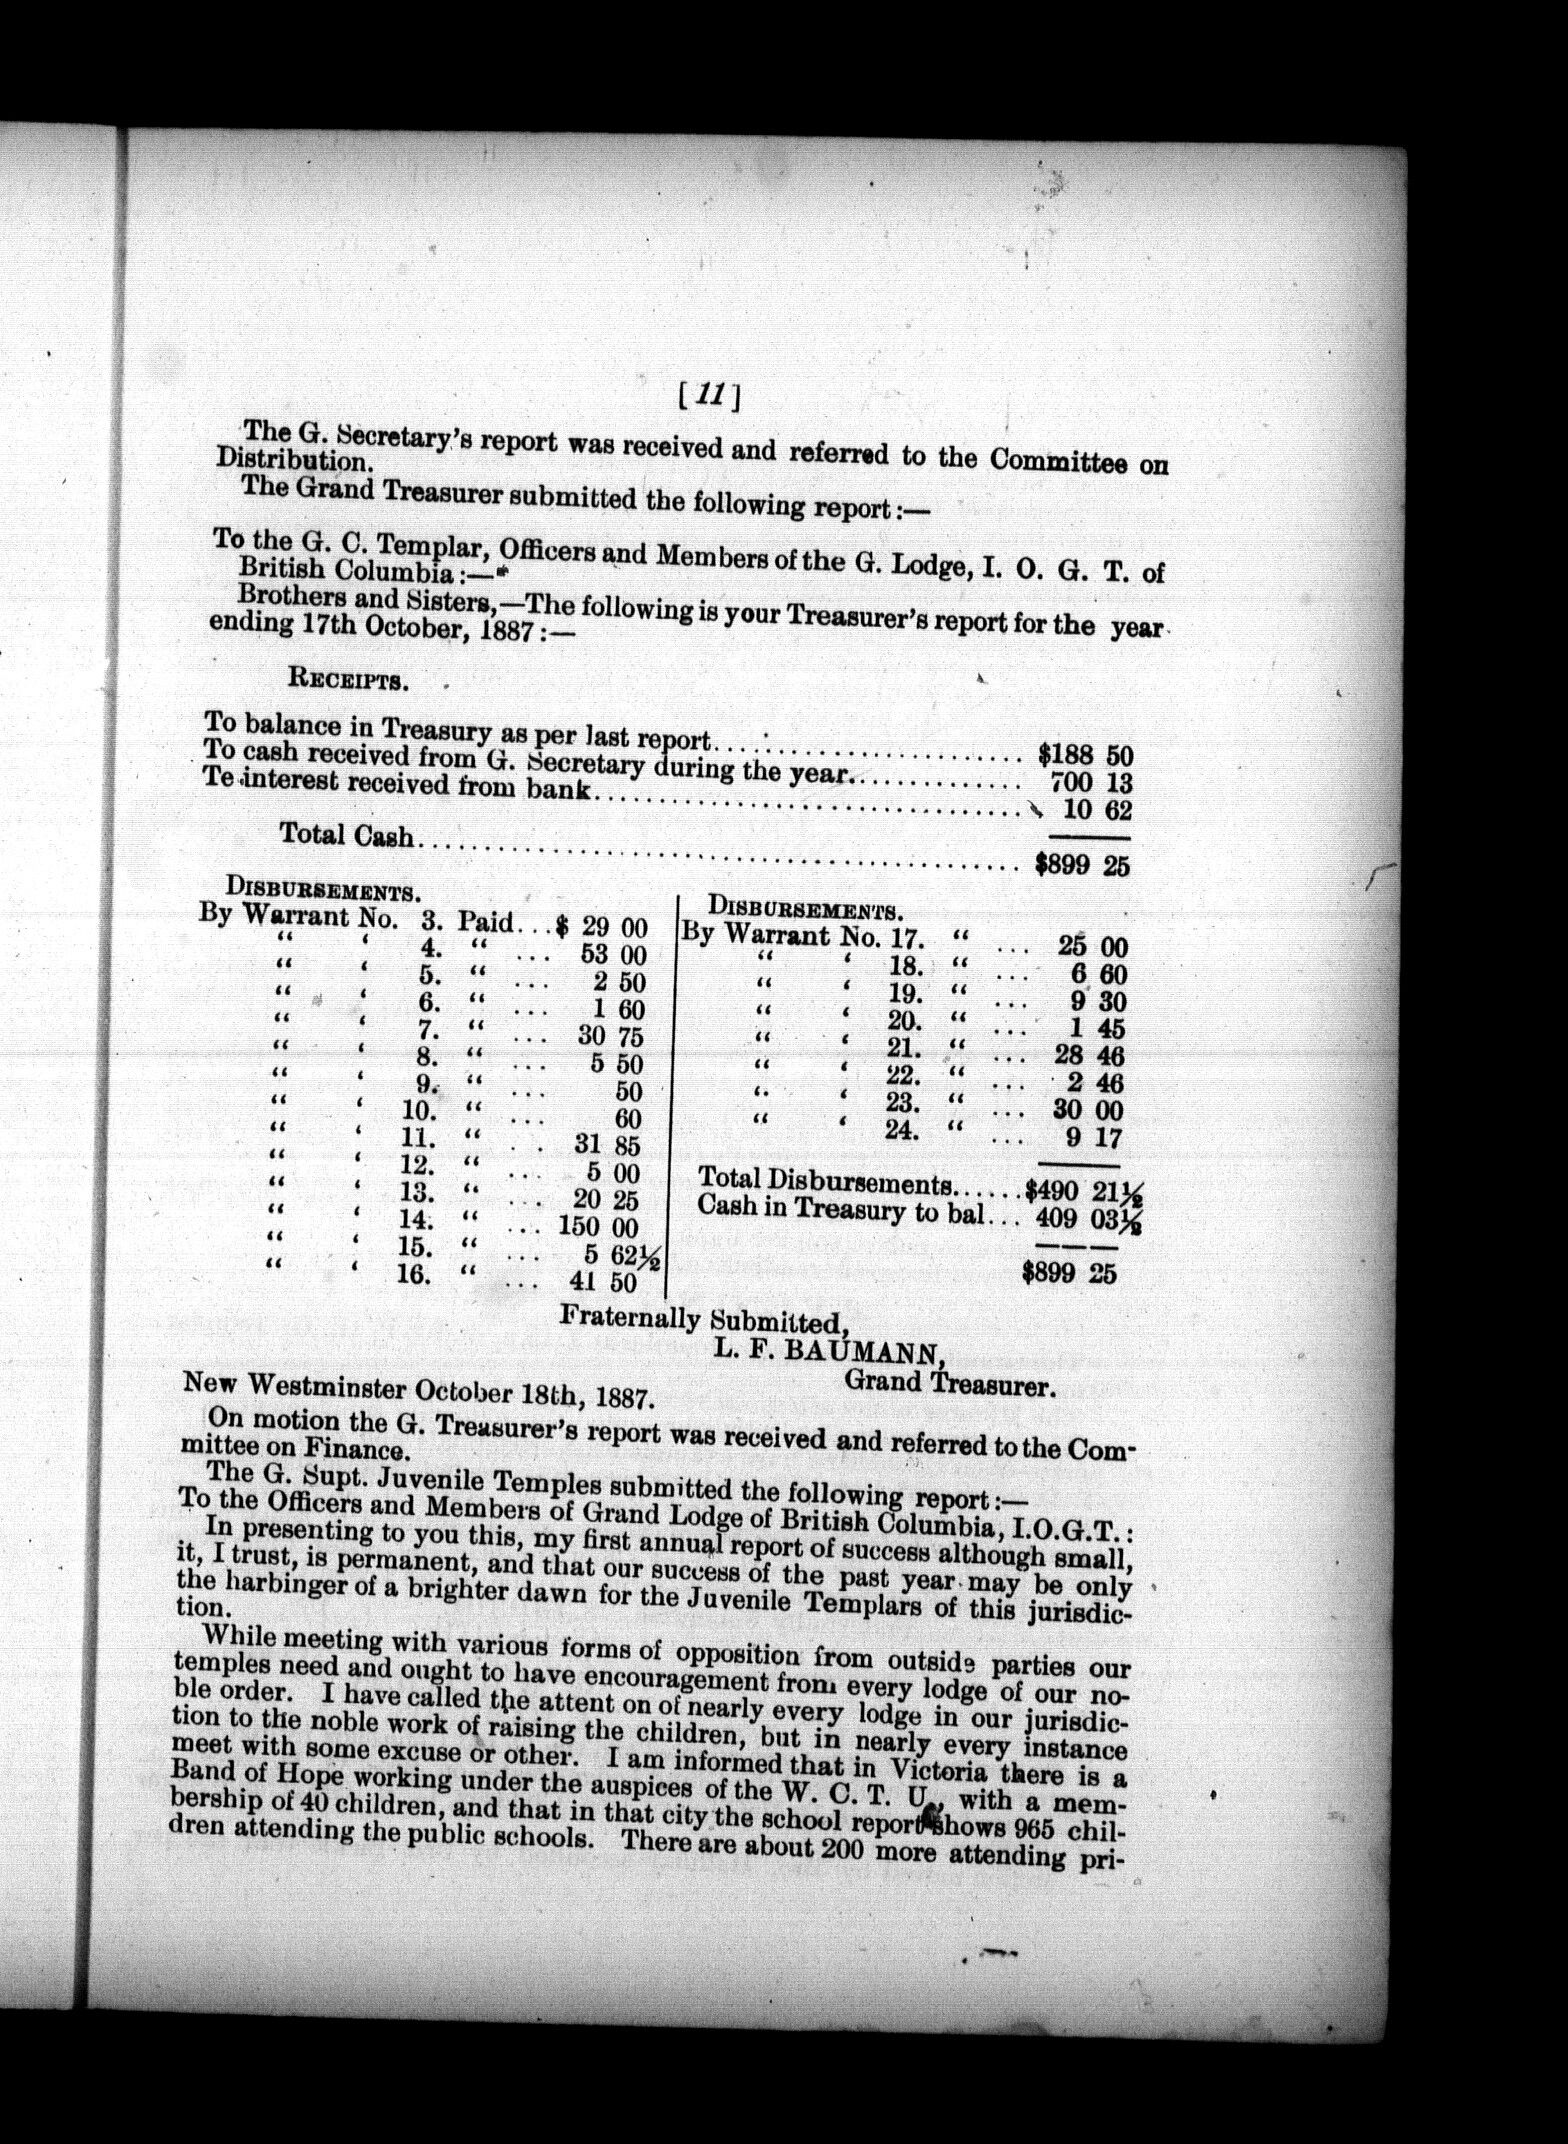 [11]
The G. Secretary's report was received and referred to the Committee on
Distribution.
The Grand Treasurer submitted the following report:—
To the G. C. Templar, Officers and Members of the G. Lodge, I. O. G. T. of
British Columbia:—
Brothers and Sisters,—The following is your Treasurer's report for the year
ending 17th October, 1887:—
RECEIPTS.
To balance in Treasury as per last report........................ $188 50
To cash received from G. Secretary during the year.............. 700 13
Te interest received from bank................................. 10 62
Total Cash.............................................. $899 25
DISBURSEMENTS.
By Warrant No. 3. Paid...$ 29 00
“ ‘ 4. “ ... 53 00
“ ‘ 5. “ ... 2 50
“ ‘ 6. “ ... 1 60
“ ‘ 7. “ ... 30 75
“ ‘ 8. “ ... 5 50
“ ‘ 9. “ ... 50
“ ‘ 10. “ ... 60
“ ‘ 11. “ . . 31 85
“ ‘ 12. “ ... 5 00
“ ‘ 13. “ ... 20 25
“ ‘ 14. “ ... 150 00
“ ‘ 15. “ ... 5 62½
“ ‘ 16. “ ... 41 50
DISBURSEMENTS.
By Warrant No. 17. “ ... 25 00
“ ‘ 18. “ ... 6 60
“ ‘ 19. “ ... 9 30
“ ‘ 20. “ ... 1 45
“ ‘ 21. “ ... 28 46
“ ‘ 22. “ ... 2 46
“ ‘ 23. “ ... 30 00
“ ‘ 24. “ ... 9 17
Total Disbursements......$490 21½
Cash in Treasury to bal... 409 03½
$899 25
Fraternally Submitted,
L. F. BAUMANN,
Grand Treasurer.
New Westminster October 18th, 1887.
On motion the G. Treasurer's report was received and referred to the Com-
mittee on Finance.
The G. Supt. Juvenile Temples submitted the following report:—
To the Officers and Members of Grand Lodge of British Columbia, I.O.G.T.:
In presenting to you this, my first annual report of success although small,
it, I trust, is permanent, and that our success of the past year may be only
the harbinger of a brighter dawn for the Juvenile Templars of this jurisdic-
tion.
While meeting with various forms of opposition from outside parties our
temples need and ought to have encouragement from every lodge of our no-
ble order. I have called the attent on of nearly every lodge in our jurisdic-
tion to the noble work of raising the children, but in nearly every instance
meet with some excuse or other. I am informed that in Victoria there is a
Band of Hope working under the auspices of the W. C. T. U., with a mem-
bership of 40 children, and that in that city the school report shows 965 chil-
dren attending the public schools. There are about 200 more attending pri-